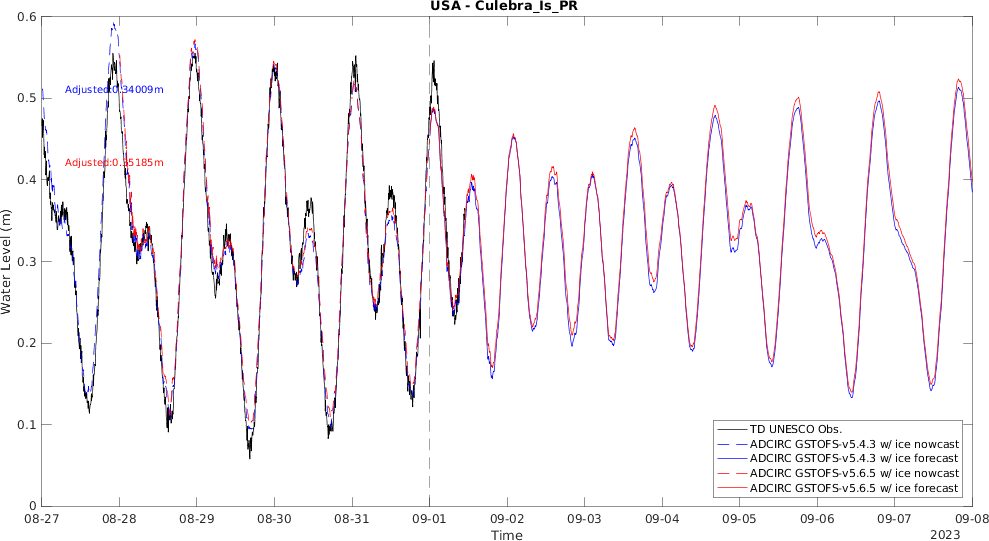 USA - Culebra_Is_PR
0.6
0.5
0.4
0.3
0.2
0.1
0
Water Level (m)
Adjusted:0.34009m
Adjusted:0.35185m
TD UNESCO Obs.
ADCIRC GSTOFS-v5.4.3 w/ ice nowcast
ADCIRC GSTOFS-v5.4.3 w/ ice forecast
ADCIRC GSTOFS-v5.6.5 w/ ice nowcast
ADCIRC GSTOFS-v5.6.5 w/ ice forecast
08-27 08-28 08-29 08-30 08-31 09-01 09-02 09-03 09-04 09-05 09-06 09-07 09-08
Time
2023